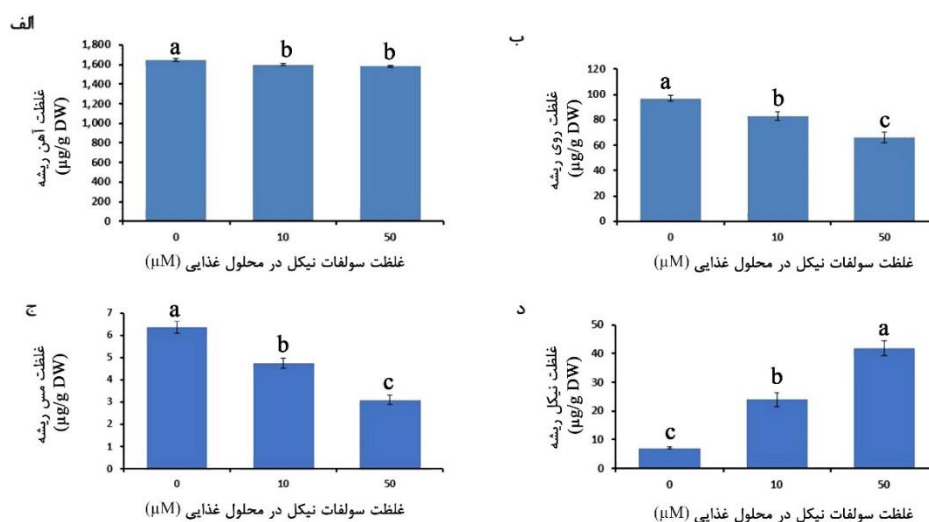 الف
غلظت آهن ریشه
(µg/g DW)
1,800
1,600
1,400
1,200
1,000
800
600
400
200
0
a
b
b
0
10
50
غلظت سولفات نیکل در محلول غذایی (µM)
ب
غلظت روی ریشه
(µg/g DW)
120
100
80
60
40
20
0
a
b
c
0
10
50
غلظت سولفات نیکل در محلول غذایی (µM)
ج
غلظت مس ریشه
(µg/g DW)
7
6
5
4
3
2
1
0
a
b
c
0
10
50
غلظت سولفات نیکل در محلول غذایی (µM)
د
غلظت نیکل ریشه
(µg/g DW)
50
40
30
20
10
0
c
b
a
0
10
50
غلظت سولفات نیکل در محلول غذایی (µM)